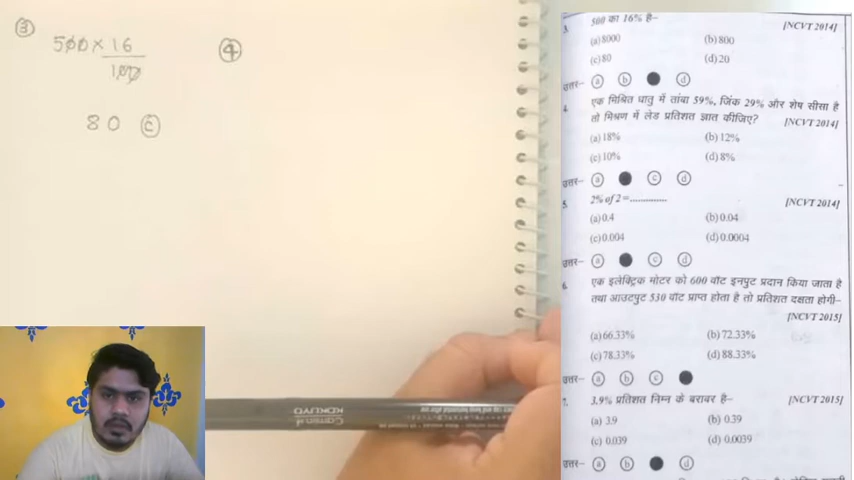 ③
500 × 16
100
80 ⓒ
④
Camlin
KOKUYO
3. 500 का 16% है–
[NCVT 2014]
(a) 8000 (b) 800
(c) 80 (d) 20
उत्तर– ⓐ ⓑ ⓓ
4. एक मिश्रित धातु में तांबा 59%, जिंक 29% और शेष सीसा है
तो मिश्रण में लेड प्रतिशत ज्ञात कीजिए? [NCVT 2014]
(a) 18% (b) 12%
(c) 10% (d) 8%
उत्तर– ⓐ ⓒ ⓓ
5. 2% of 2 = ..............
[NCVT 2014]
(a) 0.4 (b) 0.04
(c) 0.004 (d) 0.0004
उत्तर– ⓐ ⓒ ⓓ
6. एक इलेक्ट्रिक मोटर को 600 वॉट इनपुट प्रदान किया जाता है
तथा आउटपुट 530 वॉट प्राप्त होता है तो प्रतिशत दक्षता होगी–
[NCVT 2015]
(a) 66.33% (b) 72.33%
(c) 78.33% (d) 88.33%
उत्तर– ⓐ ⓑ ⓒ
7. 3.9% प्रतिशत निम्न के बराबर है– [NCVT 2015]
(a) 3.9 (b) 0.39
(c) 0.039 (d) 0.0039
उत्तर– ⓐ ⓑ ⓓ